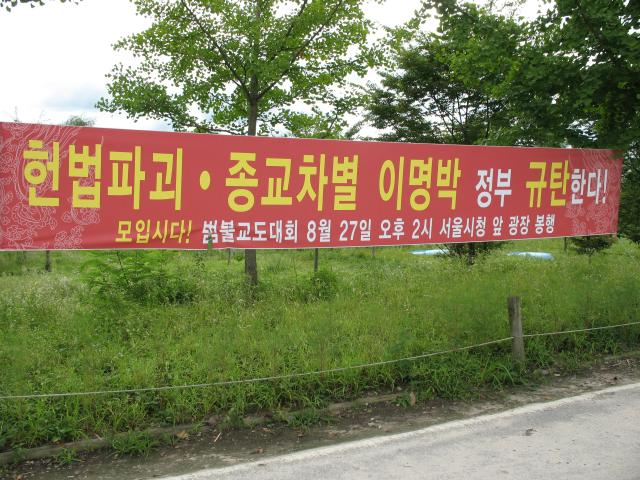 헌법파괴·종교차별 이명박 정부 규탄한다!
모입시다! 범불교도대회 8월 27일 오후 2시 서울시청 앞 광장 봉행